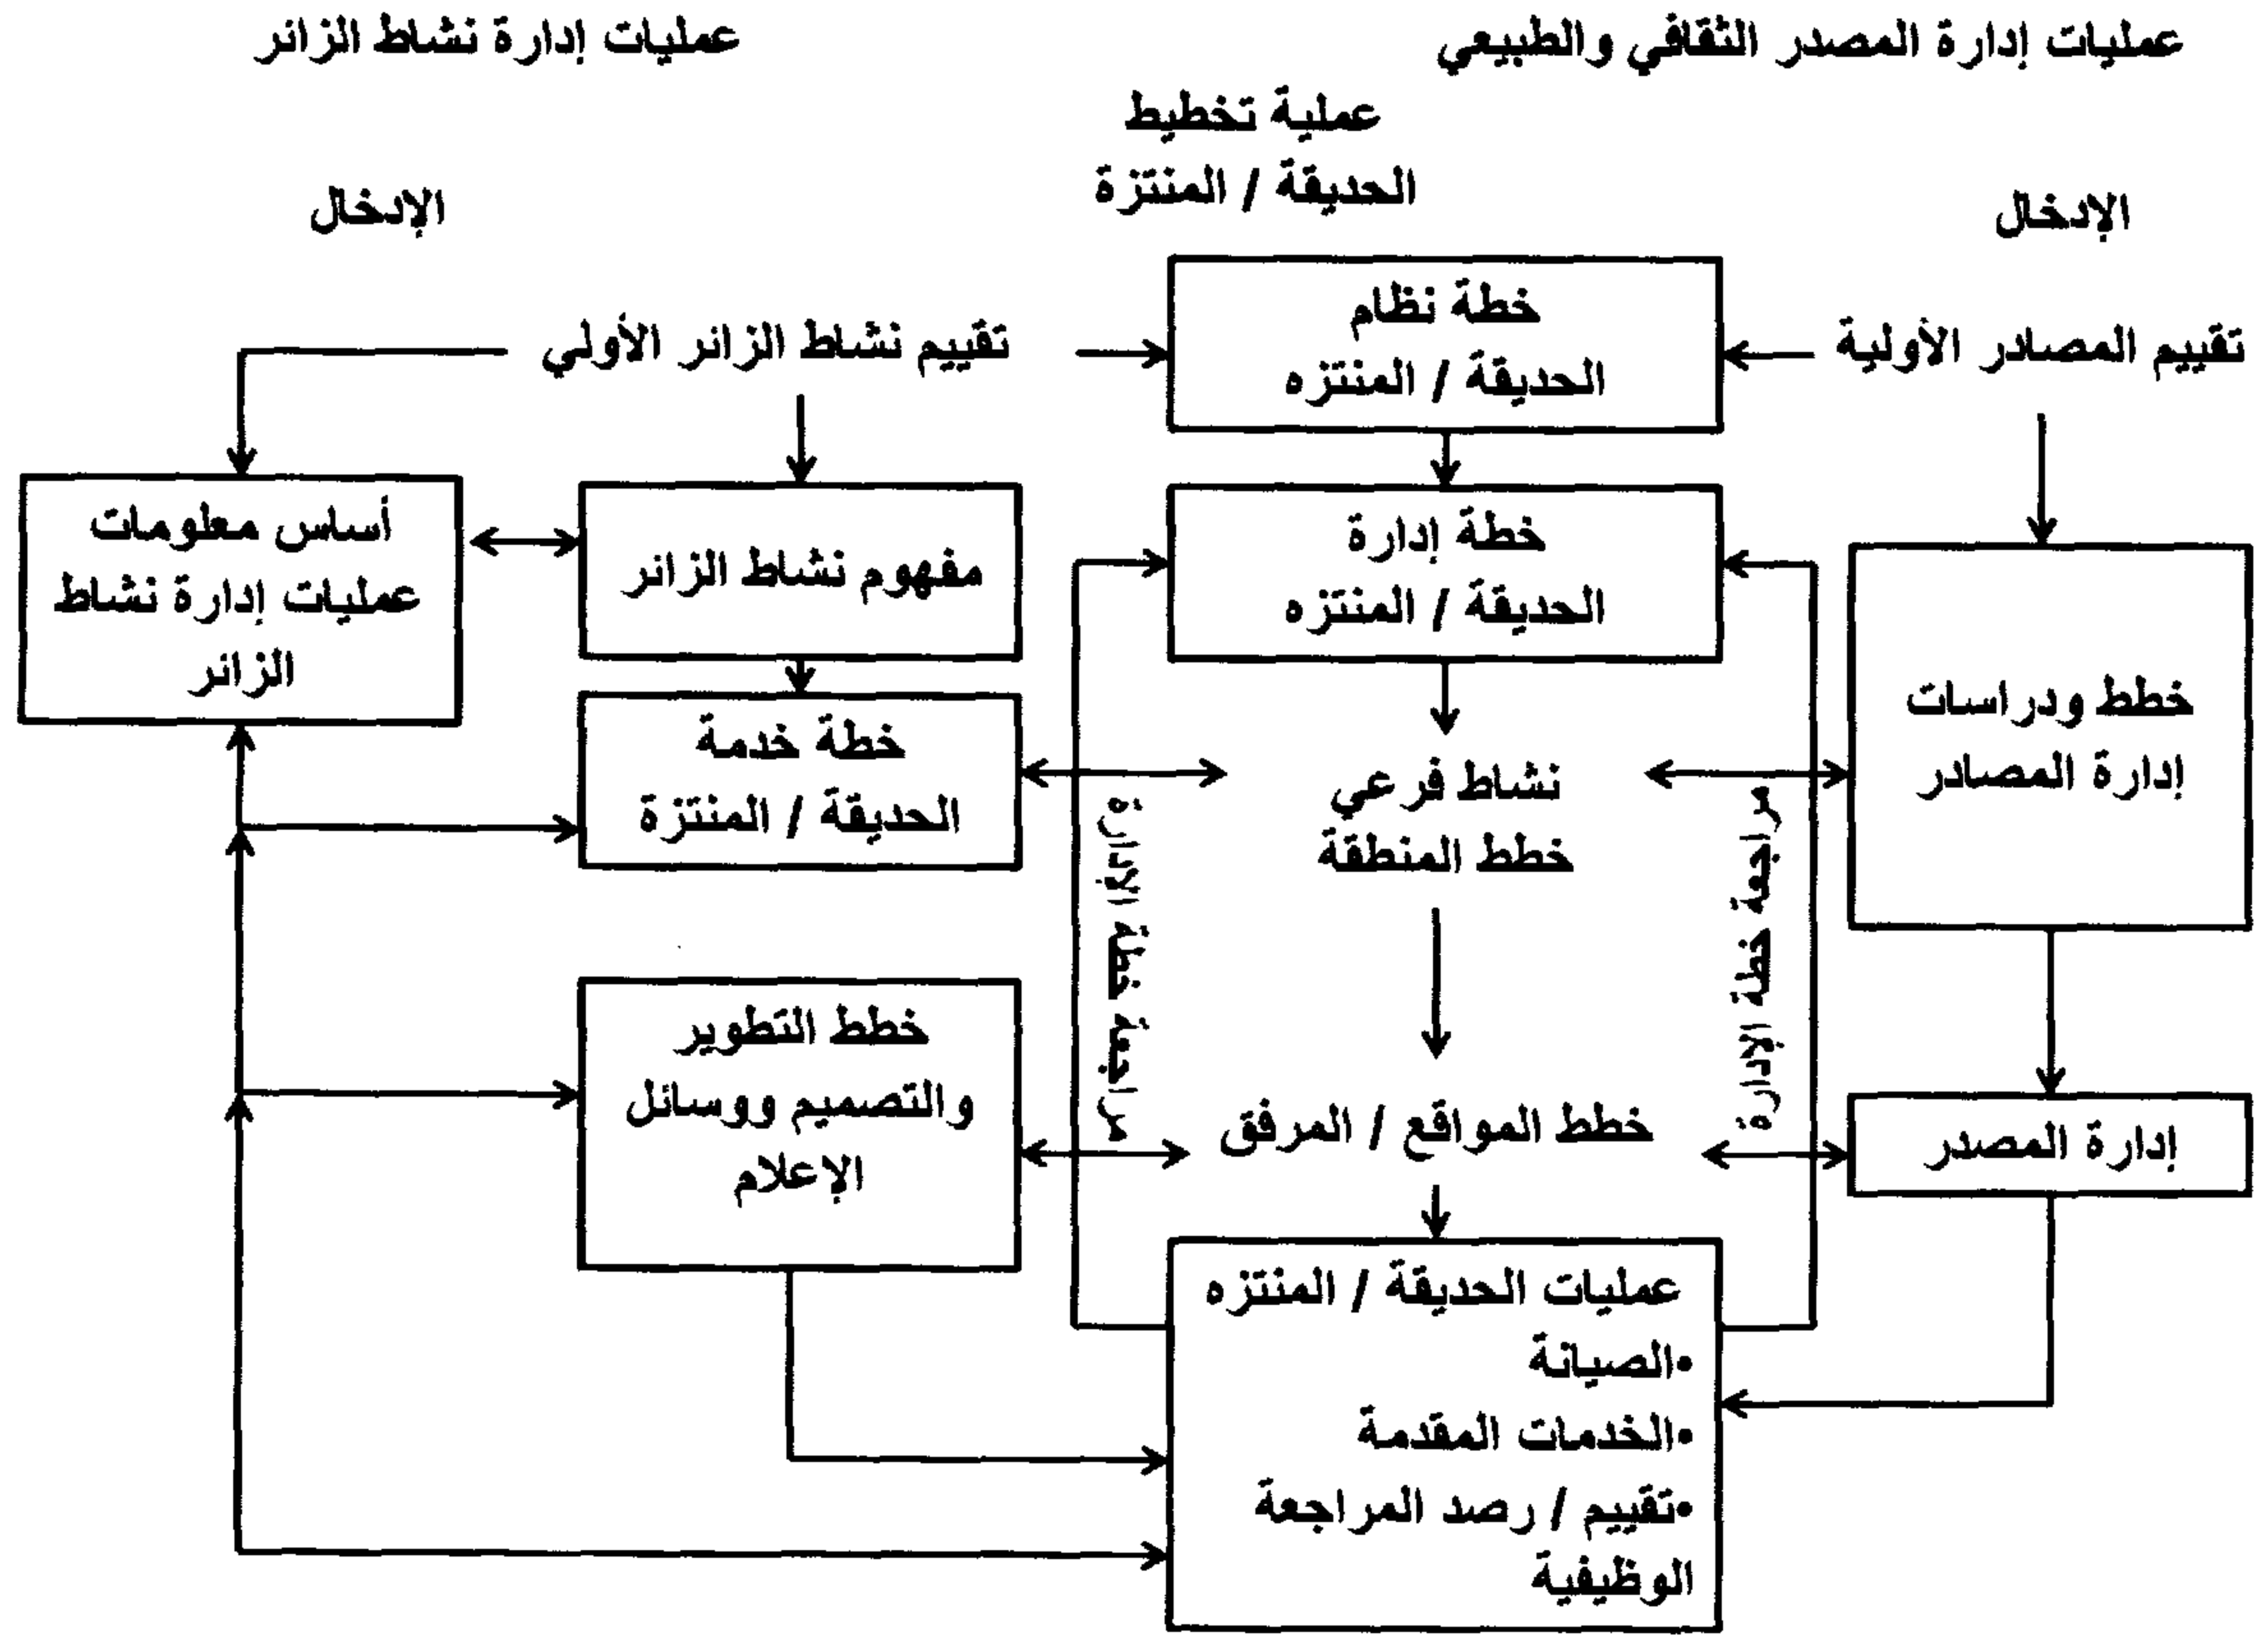 عمليات إدارة المصدر الثقافي والطبيعي
عمليات إدارة نشاط الزائر
عملية تخطيط
الحديقة / المنتزة
الإدخال
الإدخال
خطة نظام
الحديقة / المنتزه
تقييم المصادر الأولية
تقييم نشاط الزائر الأولي
خطة إدارة
الحديقة / المنتزه
خطط ودراسات
إدارة المصادر
مفهوم نشاط الزائر
أساس معلومات
عمليات إدارة نشاط
الزائر
خطة خدمة
الحديقة / المنتزة
نشاط فرعي
خطط المنطقة
مراجعة خطة الإدارة
مراجعة خطة الإدارة
خطط التطوير
والتصميم ووسائل
الإعلام
خطط المواقع / المرفق
إدارة المصدر
عمليات الحديقة / المنتزه
•الصيانة
•الخدمات المقدمة
•تقييم / رصد المراجعة
الوظيفية